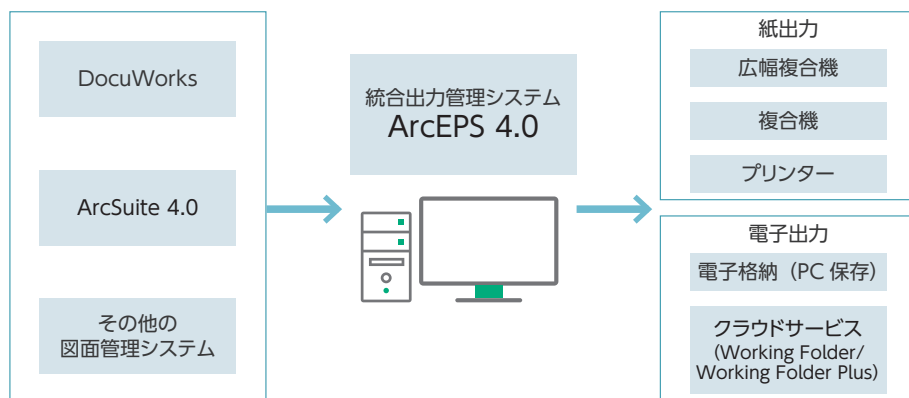 DocuWorks
ArcSuite 4.0
その他の
図面管理システム
統合出力管理システム
ArcEPS 4.0
紙出力
広幅複合機
複合機
プリンター
電子出力
電子格納（PC 保存）
クラウドサービス
(Working Folder/
Working Folder Plus)